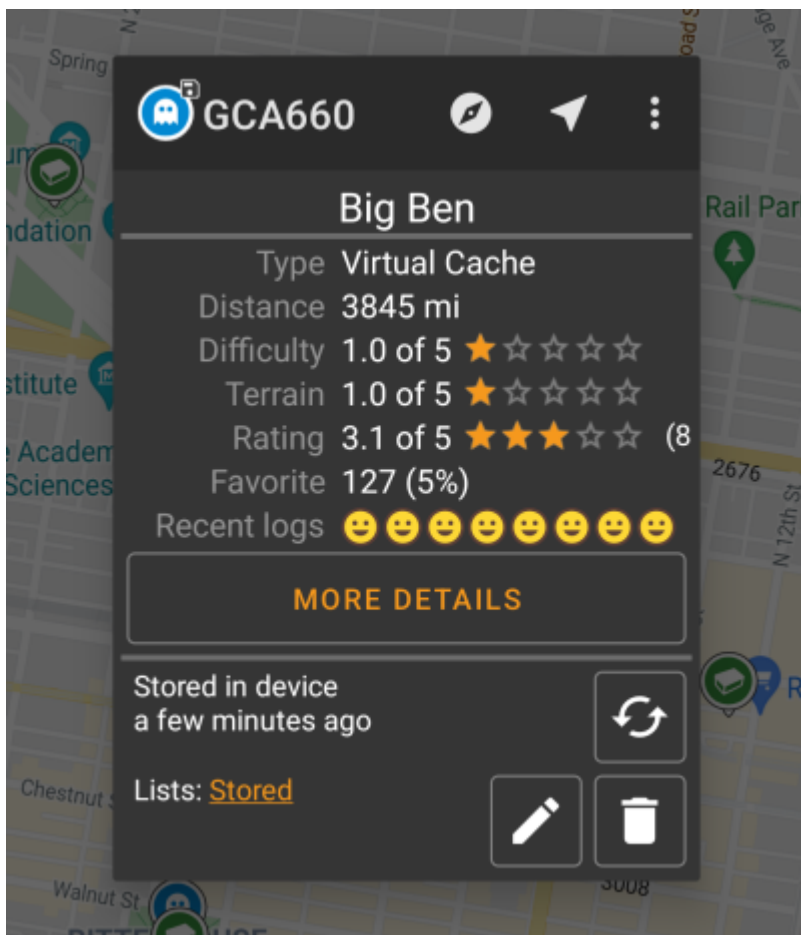 Spring
GCA660
Big Ben
Rail Par
ndation
Type Virtual Cache
Distance 3845 mi
Difficulty 1.0 of 5
stitute
Terrain 1.0 of 5
Rating 3.1 of 5 (8
e Academ
Sciences
Favorite 127 (5%)
2676
N 12th St
Recent logs
MORE DETAILS
Stored in device
a few minutes ago
R
Lists: Stored
Chestnut S
Walnut St
3008